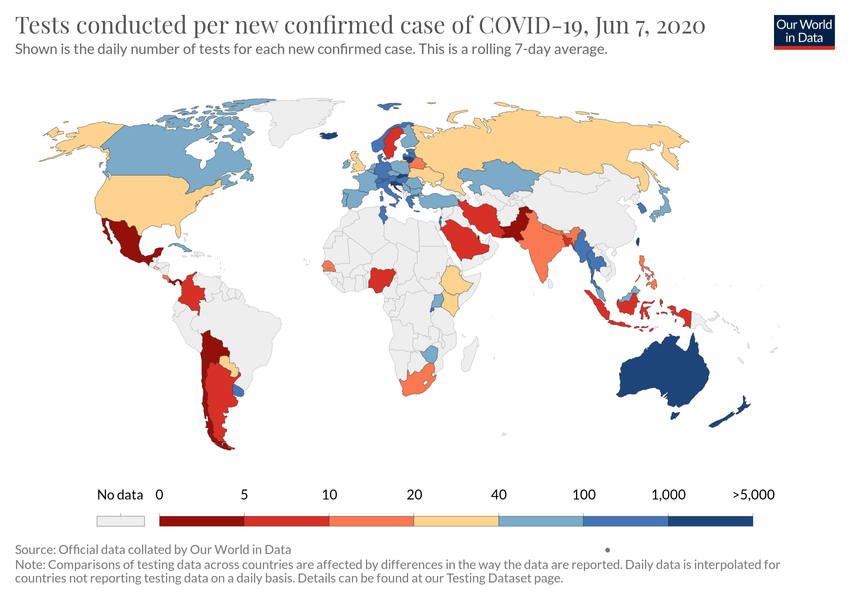 Tests conducted per new confirmed case of COVID-19, Jun 7, 2020
Shown is the daily number of tests for each new confirmed case. This is a rolling 7-day average.
Our World
in Data
No data 0 5 10 20 40 100 1,000 >5,000
Source: Official data collated by Our World in Data
Note: Comparisons of testing data across countries are affected by differences in the way the data are reported. Daily data is interpolated for
countries not reporting testing data on a daily basis. Details can be found at our Testing Dataset page.